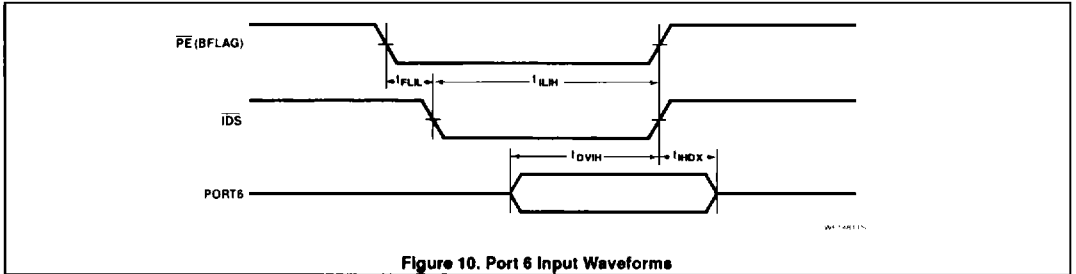 PE (BFLAG)
tFLIL
tILIH
IDS
tDVIH
tIHDX
PORT6
Figure 10. Port 6 Input Waveforms